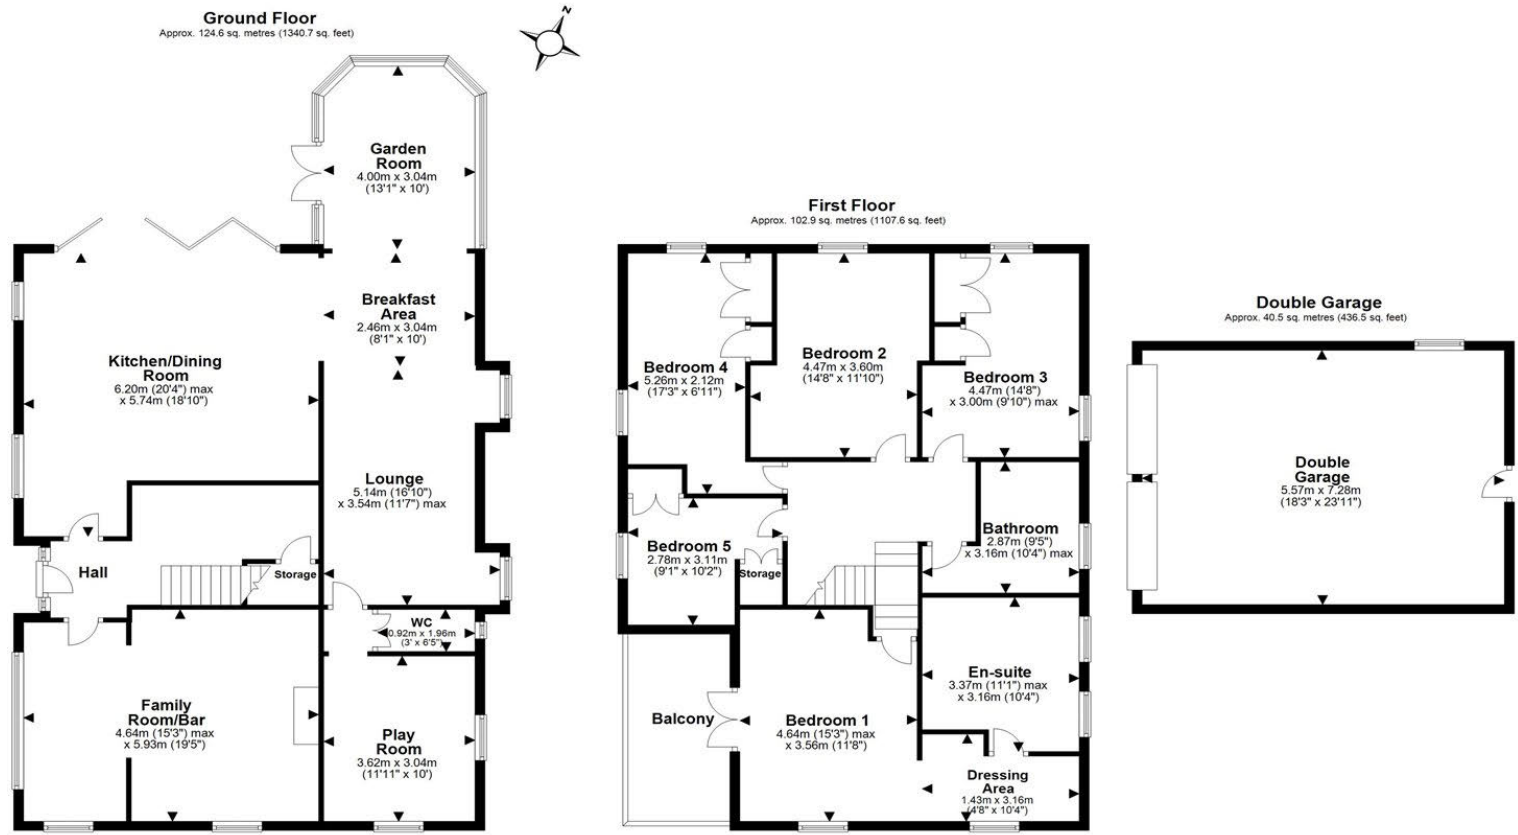 Ground Floor
Approx. 124.6 sq. metres (1340.7 sq. feet)
N
Garden
Room
4.00m x 3.04m
(13'1" x 10')
Breakfast
Area
2.46m x 3.04m
(8'1" x 10')
Kitchen/Dining
Room
6.20m (20'4") max
x 5.74m (18'10")
Lounge
5.14m (16'10")
x 3.54m (11'7") max
Hall
Storage
WC
0.92m x 1.96m
(3' x 6'5")
Family
Room/Bar
4.64m (15'3") max
x 5.93m (19'5")
Play
Room
3.62m x 3.04m
(11'11" x 10')
First Floor
Approx. 102.9 sq. metres (1107.6 sq. feet)
Bedroom 4
5.26m x 2.12m
(17'3" x 6'11")
Bedroom 2
4.47m x 3.60m
(14'8" x 11'10")
Bedroom 3
4.47m (14'8")
x 3.00m (9'10") max
Bedroom 5
2.78m x 3.11m
(9'1" x 10'2")
Storage
Bathroom
2.87m (9'5")
x 3.16m (10'4") max
En-suite
3.37m (11'1") max
x 3.16m (10'4")
Balcony
Bedroom 1
4.64m (15'3") max
x 3.56m (11'8")
Dressing
Area
1.43m x 3.16m
(4'8" x 10'4")
Double Garage
Approx. 40.5 sq. metres (436.5 sq. feet)
Double
Garage
5.57m x 7.28m
(18'3" x 23'11")